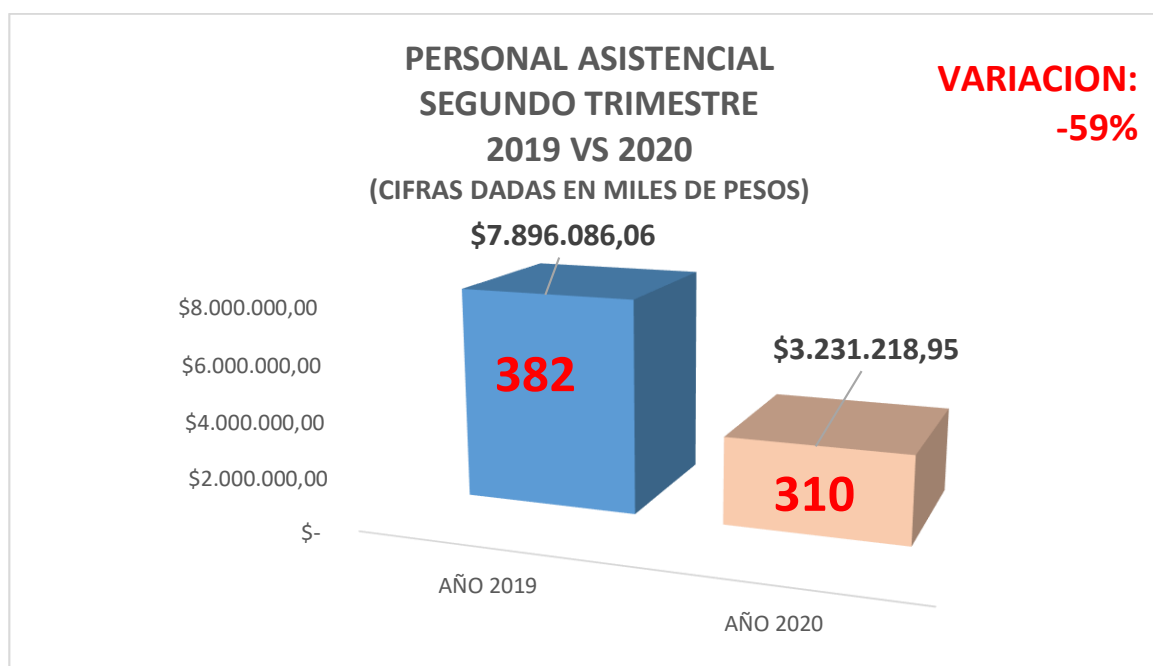 PERSONAL ASISTENCIAL
SEGUNDO TRIMESTRE
2019 VS 2020
(CIFRAS DADAS EN MILES DE PESOS)
VARIACION:
-59%
$7.896.086,06
$3.231.218,95
$8.000.000,00
$6.000.000,00
$4.000.000,00
$2.000.000,00
$-
382
310
AÑO 2019
AÑO 2020